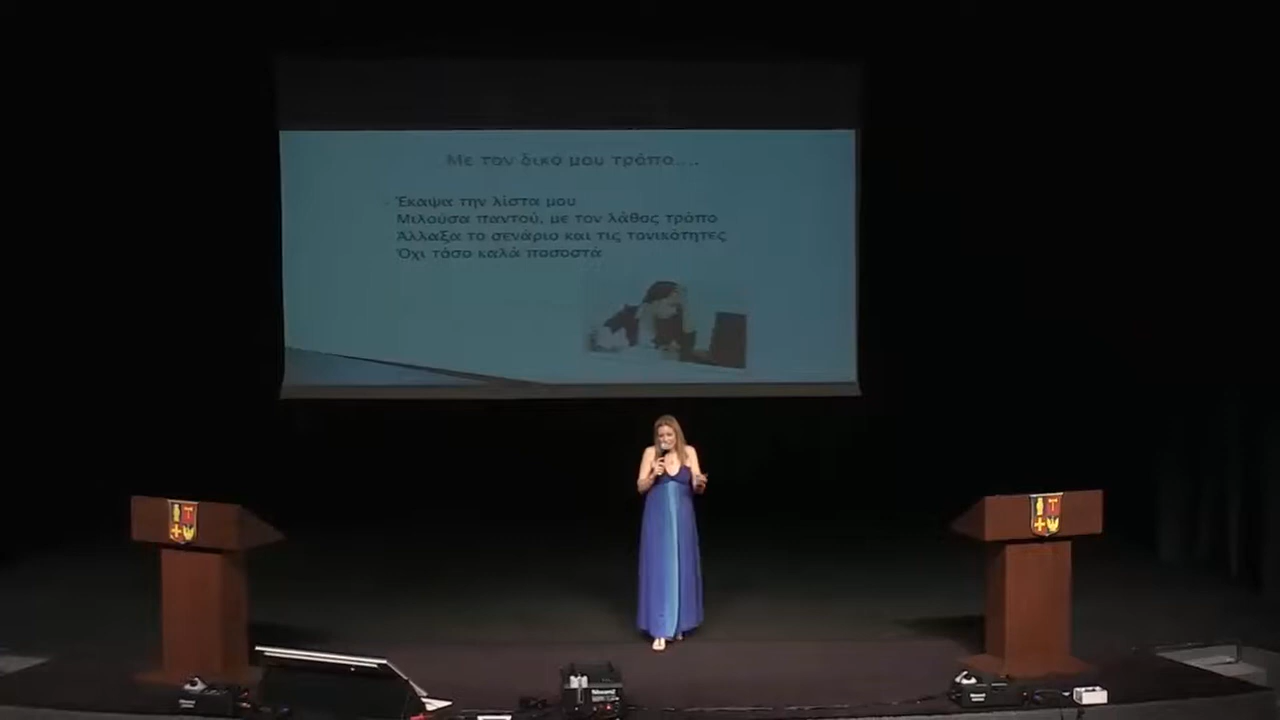 Με τον δικο μου τρόπο....
Έκαψα την λίστα μου
Μιλούσα παντού, με τον λάθος τρόπο
Άλλαξα το σενάριο και τις τονικότητες
Όχι τόσο καλά ποσοστά